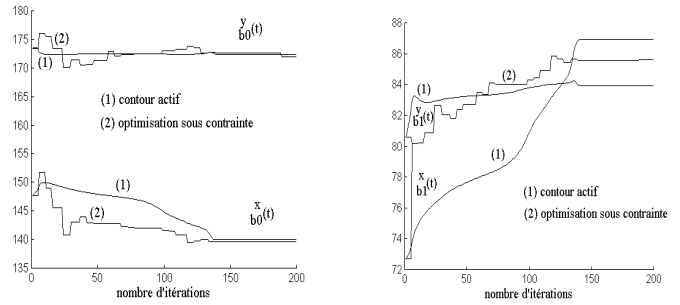 180
175
170
165
160
155
150
145
140
135
0
50
100
150
200
nombre d'itérations
y
b0(t)
(2)
(1)
(1) contour actif
(2) optimisation sous contrainte
(1)
(2)
x
b0(t)
88
86
84
82
80
78
76
74
72
0
50
100
150
200
nombre d'itérations
(1)
(2)
y
b1(t)
x
b1(t)
(1)
(1) contour actif
(2) optimisation sous contrainte